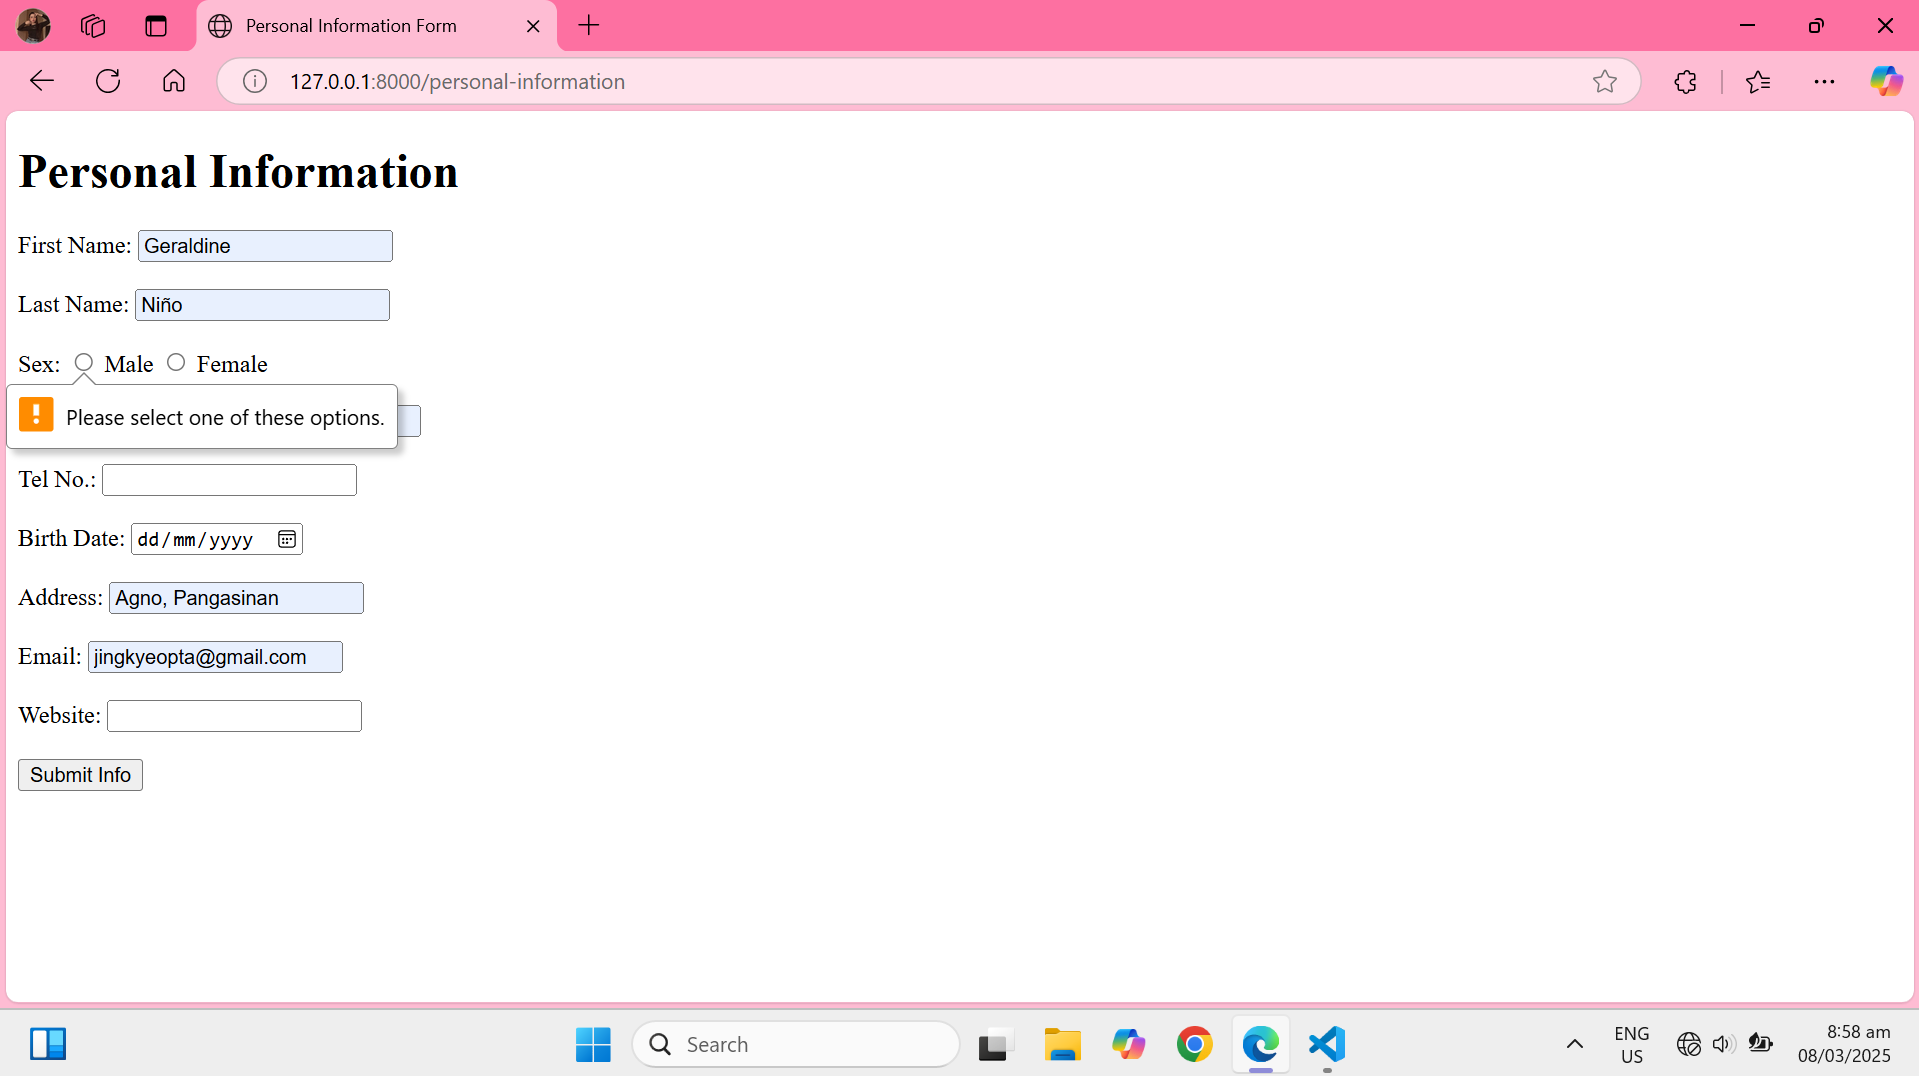 Personal Information Form
127.0.0.1:8000/personal-information
Personal Information
First Name: Geraldine
Last Name: Niño
Sex: Male Female
Please select one of these options.
Tel No.:
Birth Date: dd/mm/yyyy
Address: Agno, Pangasinan
Email: jingkyeopta@gmail.com
Website:
Submit Info
Search
ENG
US
8:58 am
08/03/2025